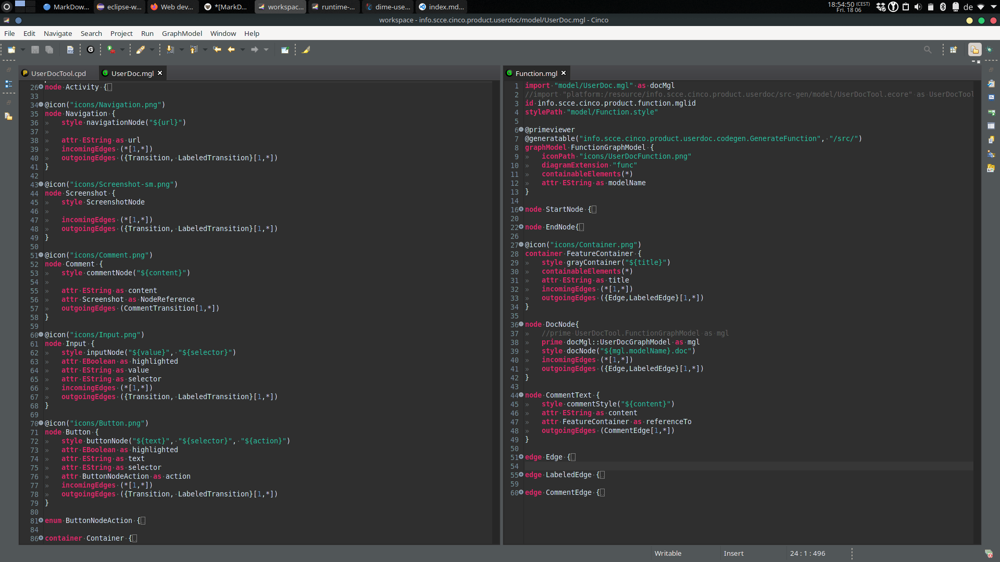 MarkDow...
eclipse-w...
Web dev...
*[MarkD...
workspac...
runtime-...
dime-use...
index.md...
18:54:50 (CEST)
Fri. 18 06
de
workspace - info.scce.cinco.product.userdoc/model/UserDoc.mgl - Cinco
File Edit Navigate Search Project Run GraphModel Window Help
UserDocTool.cpd
UserDoc.mgl
26 node Activity {
33
34 @icon("icons/Navigation.png")
35 node Navigation {
36 » style navigationNode("${url}")
37 »
38 » attr EString as url
39 » incomingEdges (*[1,*])
40 » outgoingEdges ({Transition, LabeledTransition}[1,*])
41 }
42
43 @icon("icons/Screenshot-sm.png")
44 node Screenshot {
45 » style ScreenshotNode
46 »
47 » incomingEdges (*[1,*])
48 » outgoingEdges ({Transition, LabeledTransition}[1,*])
49 }
50
51 @icon("icons/Comment.png")
52 node Comment {
53 » style commentNode("${content}")
54 »
55 » attr EString as content
56 » attr Screenshot as NodeReference
57 » outgoingEdges (CommentTransition[1,*])
58 }
59
60 @icon("icons/Input.png")
61 node Input {
62 » style inputNode("${value}", "${selector}")
63 » attr EBoolean as highlighted
64 » attr EString as value
65 » attr EString as selector
66 » incomingEdges (*[1,*])
67 » outgoingEdges ({Transition, LabeledTransition}[1,*])
68 }
69
70 @icon("icons/Button.png")
71 node Button {
72 » style buttonNode("${text}", "${selector}", "${action}")
73 » attr EBoolean as highlighted
74 » attr EString as text
75 » attr EString as selector
76 » attr ButtonNodeAction as action
77 » incomingEdges (*[1,*])
78 » outgoingEdges ({Transition, LabeledTransition}[1,*])
79 }
80
81 enum ButtonNodeAction {
84
86 container Container {
Function.mgl
1 import "model/UserDoc.mgl" as docMgl
2 //import "platform:/resource/info.scce.cinco.product.userdoc/src-gen/model/UserDocTool.ecore" as UserDocTool
3 id info.scce.cinco.product.function.mglid
4 stylePath "model/Function.style"
5
6 @primeviewer
7 @generatable("info.scce.cinco.product.userdoc.codegen.GenerateFunction", "/src/")
8 graphModel FunctionGraphModel {
9 » iconPath "icons/UserDocFunction.png"
10 » diagramExtension "func"
11 » containableElements(*)
12 » attr EString as modelName
13 }
14
16 node StartNode {
20
22 node EndNode{
26
27 @icon("icons/Container.png")
28 container FeatureContainer {
29 » style grayContainer("${title}")
30 » containableElements(*)
31 » attr EString as title
32 » incomingEdges (*[1,*])
33 » outgoingEdges ({Edge,LabeledEdge}[1,*])
34 }
35
36 node DocNode{
37 » //prime UserDocTool.FunctionGraphModel as mgl
38 » prime docMgl::UserDocGraphModel as mgl
39 » style docNode("${mgl.modelName}.doc")
40 » incomingEdges (*[1,*])
41 » outgoingEdges ({Edge,LabeledEdge}[1,*])
42 }
43
44 node CommentText {
45 » style commentStyle("${content}")
46 » attr EString as content
47 » attr FeatureContainer as referenceTo
48 » outgoingEdges (CommentEdge[1,*])
49 }
50
51 edge Edge {
54
55 edge LabeledEdge {
59
60 edge CommentEdge {
Writable
Insert
24 : 1 : 496